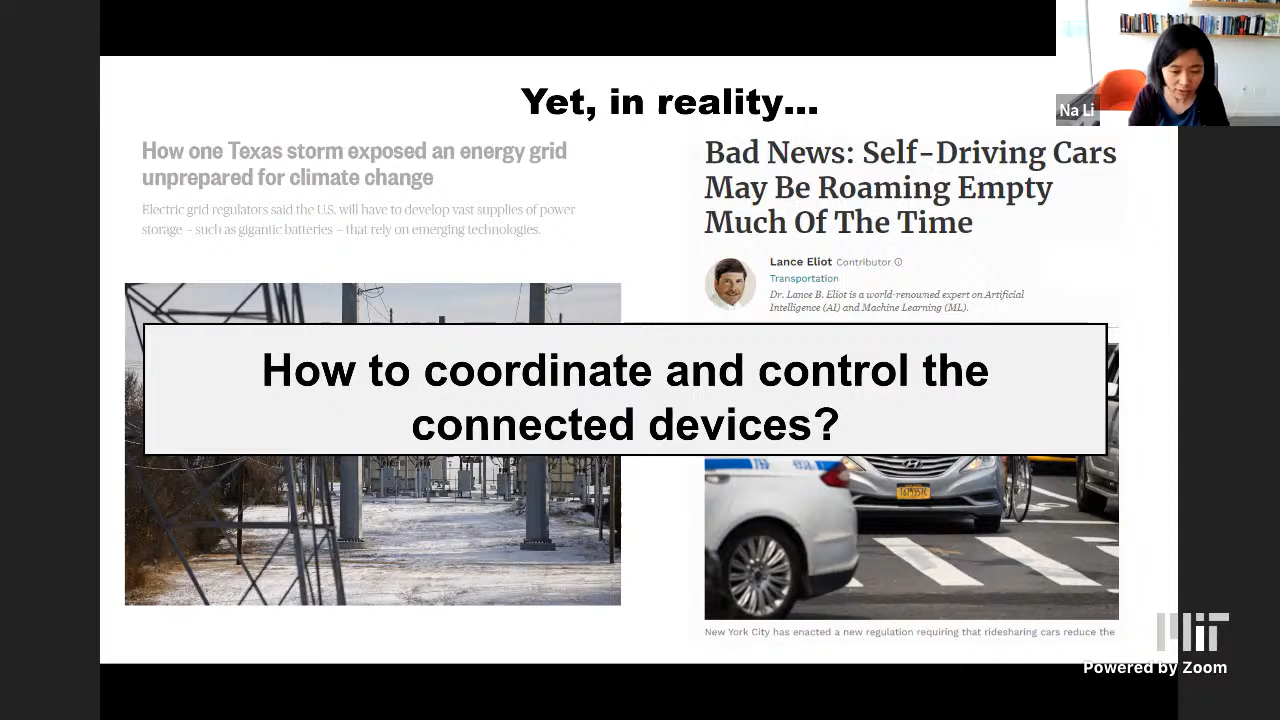 Yet, in reality...
Na Li
How one Texas storm exposed an energy grid
unprepared for climate change
Electric grid regulators said the U.S. will have to develop vast supplies of power
storage – such as gigantic batteries – that rely on emerging technologies.
Bad News: Self-Driving Cars
May Be Roaming Empty
Much Of The Time
Lance Eliot Contributor
Transportation
Dr. Lance B. Eliot is a world-renowned expert on Artificial
Intelligence (AI) and Machine Learning (ML).
How to coordinate and control the
connected devices?
New York City has enacted a new regulation requiring that ridesharing cars reduce the
MIT
Powered by Zoom